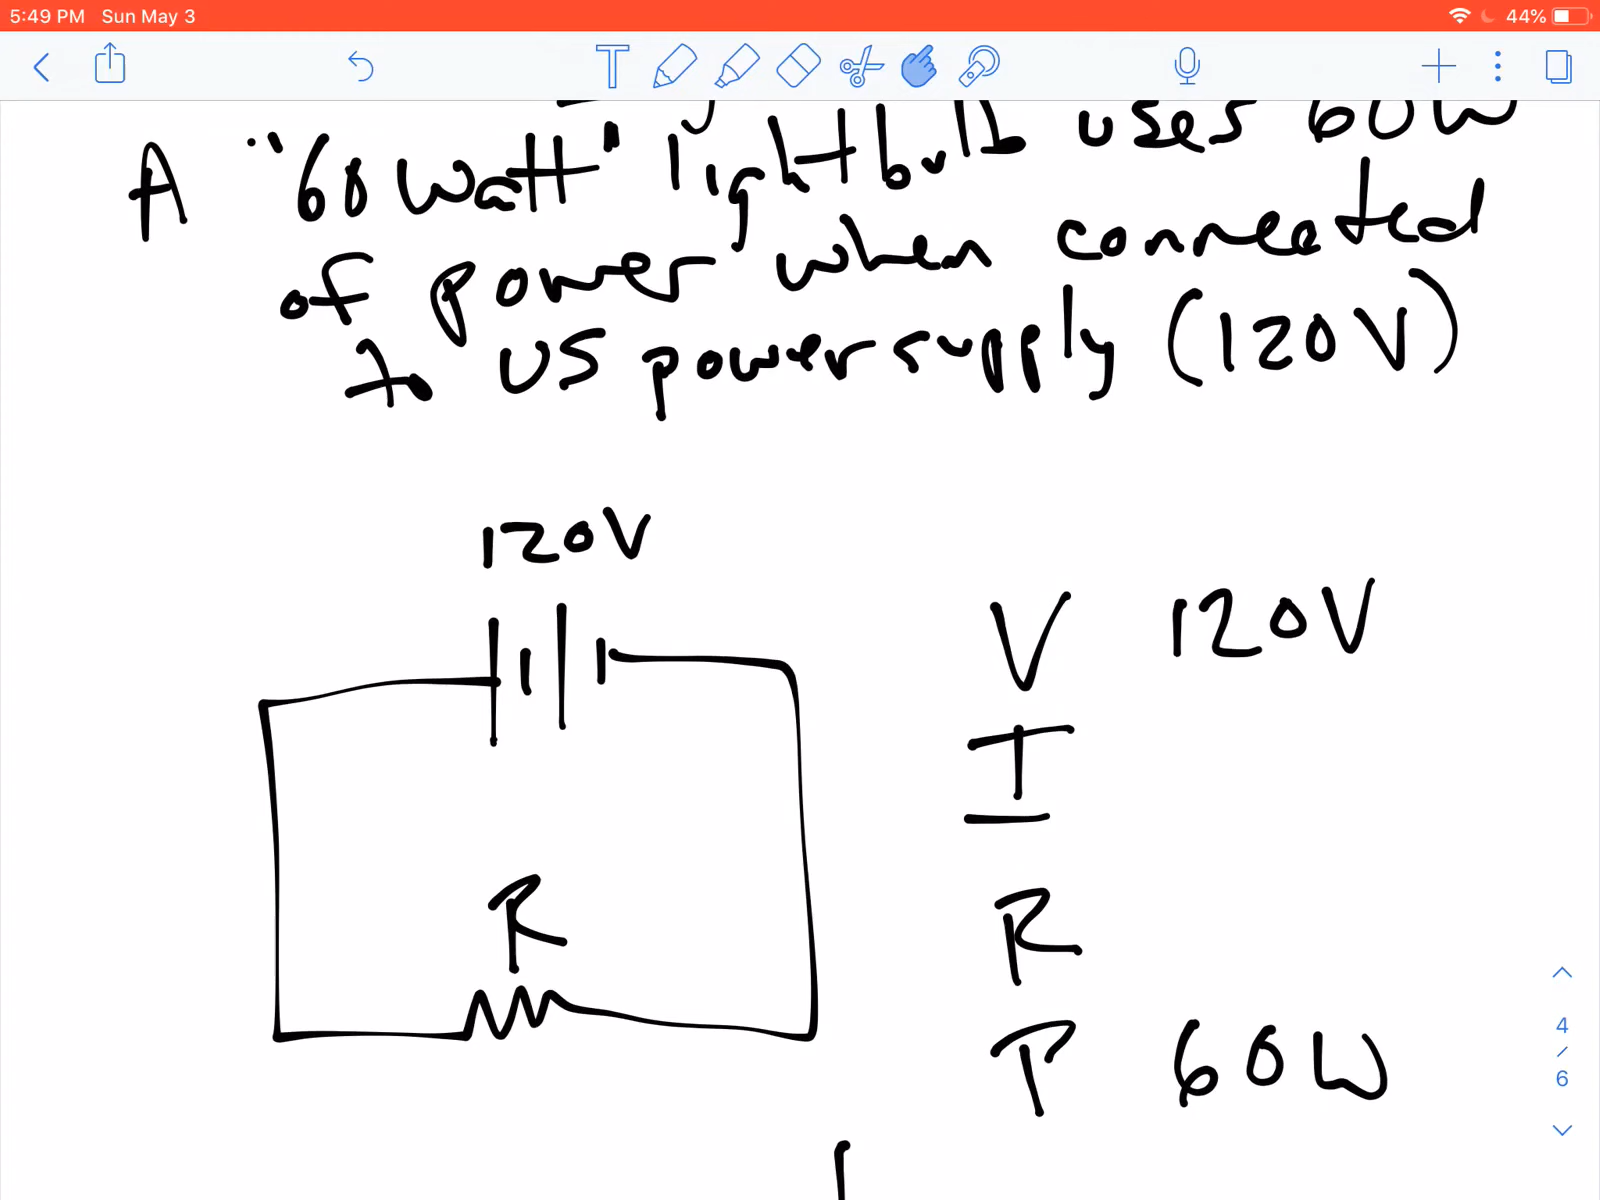 5:49 PM Sun May 3
44%
A "60 Watt" lightbulb uses 60W
of power when connected
to US power supply (120V)
120V
V 120V
I
R
R
P 60W
4
/
6